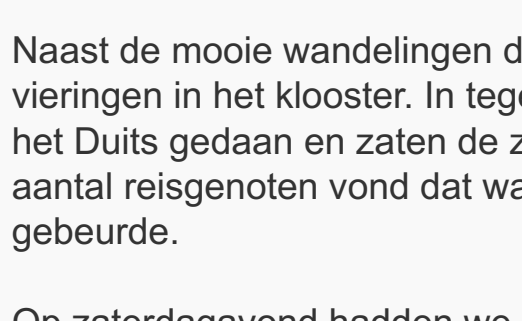 Naast de mooie wandelingen d
vieringen in het klooster. In teg
het Duits gedaan en zaten de z
aantal reisgenoten vond dat wa
gebeurde.
Op zaterdagavond hadden we